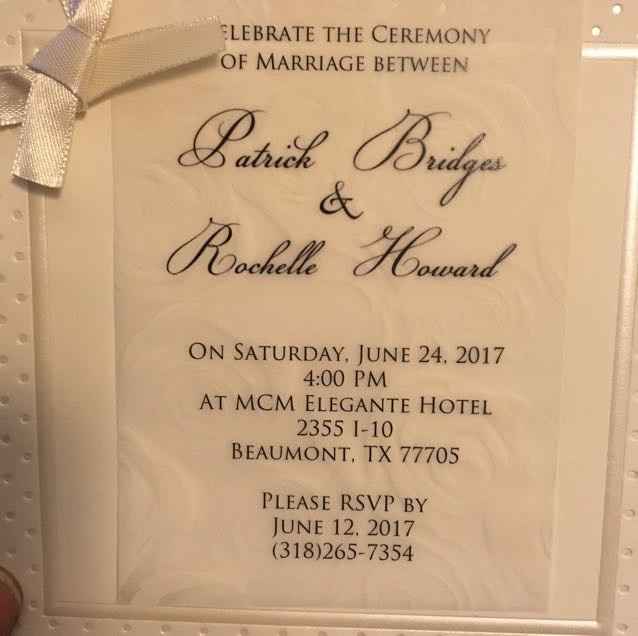 Celebrate the Ceremony
of Marriage between
Patrick Bridges
&
Rochelle Howard
On Saturday, June 24, 2017
4:00 PM
at MCM Elegante Hotel
2355 I-10
Beaumont, TX 77705
Please RSVP by
June 12, 2017
(318)265-7354